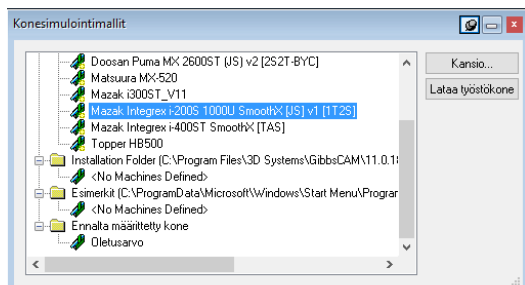 Konesimulointimallit
Doosan Puma MX 2600ST (JS) v2 [2S2T-BYC]
Matsuura MX-520
Mazak i300ST_V11
Mazak Integrex i-200S 1000U SmoothX [JS] v1 [1T2S]
Mazak Integrex i-400ST SmoothX [TAS]
Topper HB500
Installation Folder (C:\Program Files\3D Systems\GibbsCAM\11.0.1
<No Machines Defined>
Esimerkit (C:\ProgramData\Microsoft\Windows\Start Menu\Prograr
<No Machines Defined>
Ennalta määrittetty kone
Oletusarvo
Kansio...
Lataa työstökone